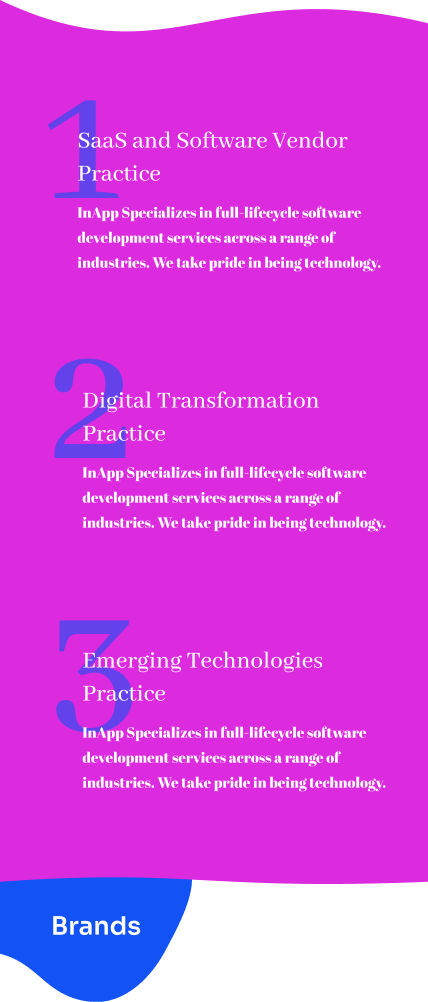 1
SaaS and Software Vendor
Practice
InApp Specializes in full-lifecycle software
development services across a range of
industries. We take pride in being technology.
2
Digital Transformation
Practice
InApp Specializes in full-lifecycle software
development services across a range of
industries. We take pride in being technology.
3
Emerging Technologies
Practice
InApp Specializes in full-lifecycle software
development services across a range of
industries. We take pride in being technology.
Brands